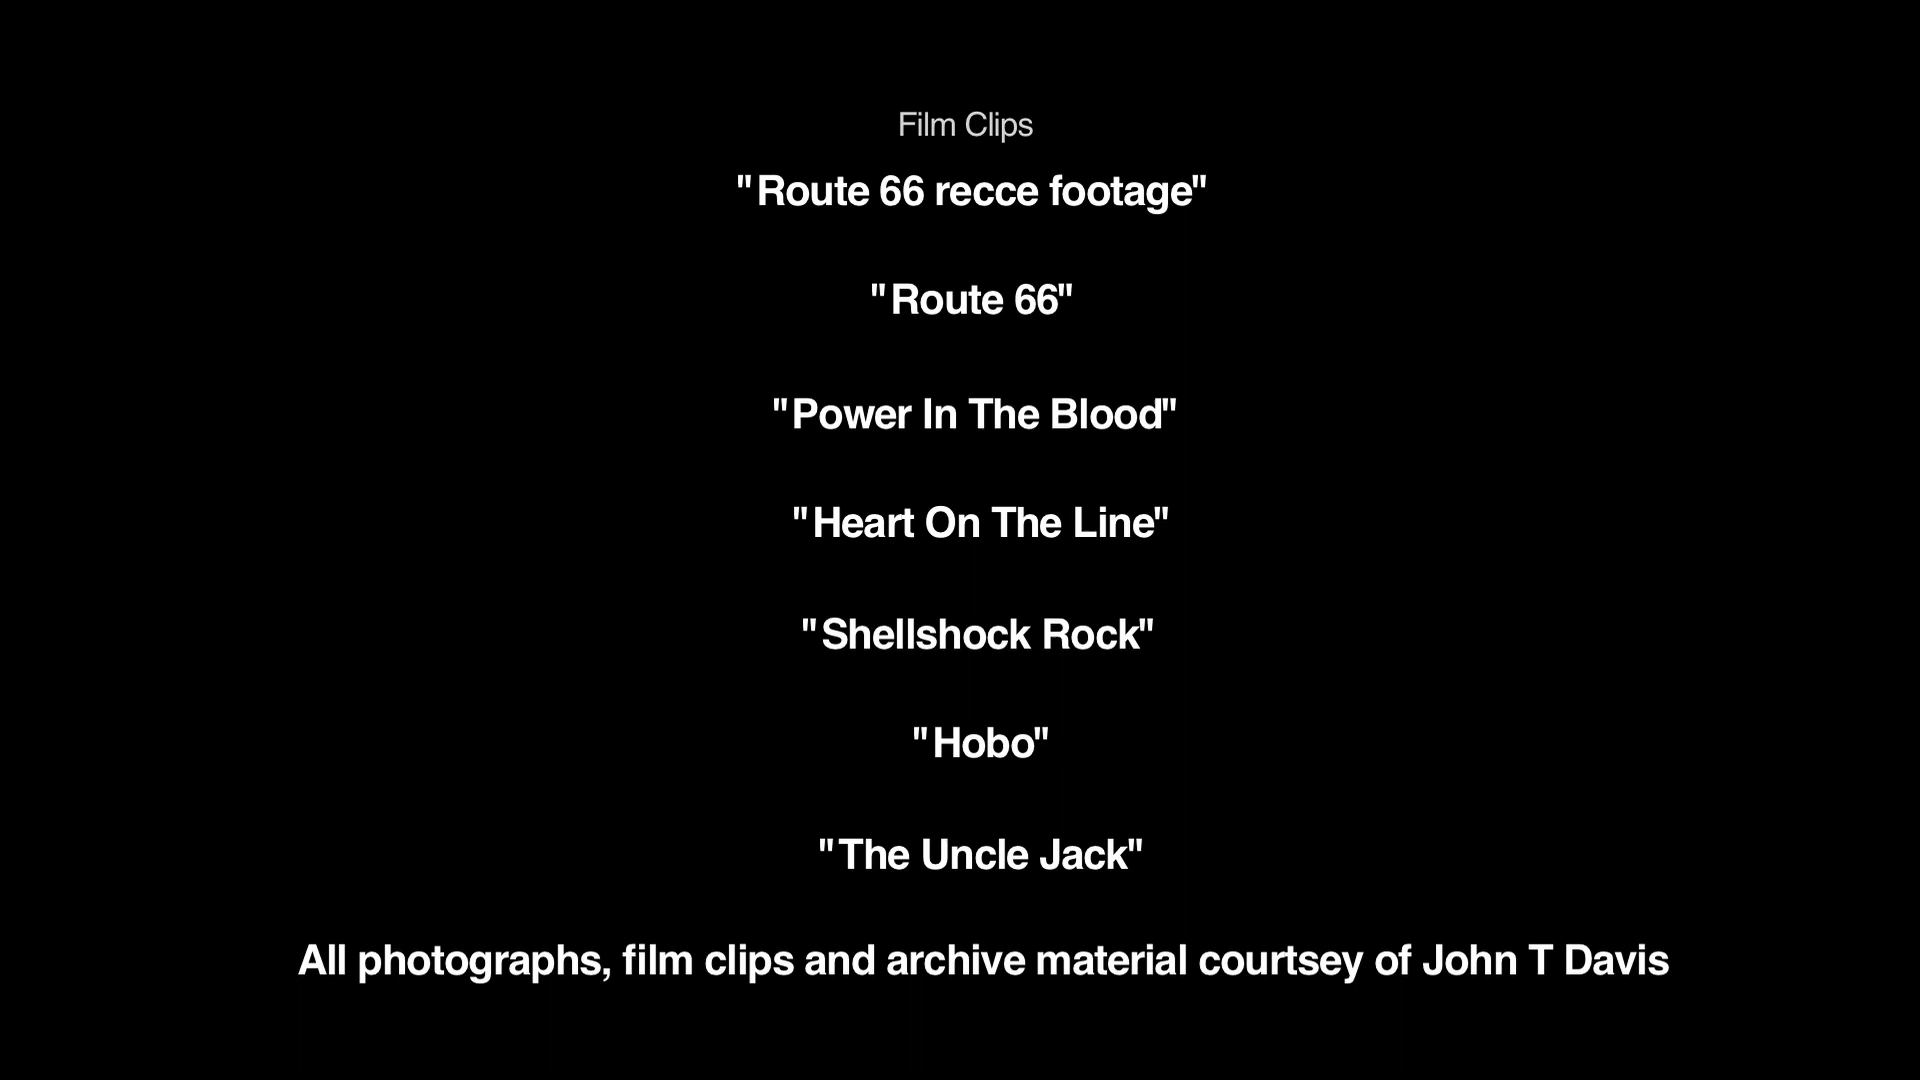 Film Clips
"Route 66 recce footage"
"Route 66"
"Power In The Blood"
"Heart On The Line"
"Shellshock Rock"
"Hobo"
"The Uncle Jack"
All photographs, film clips and archive material courtsey of John T Davis